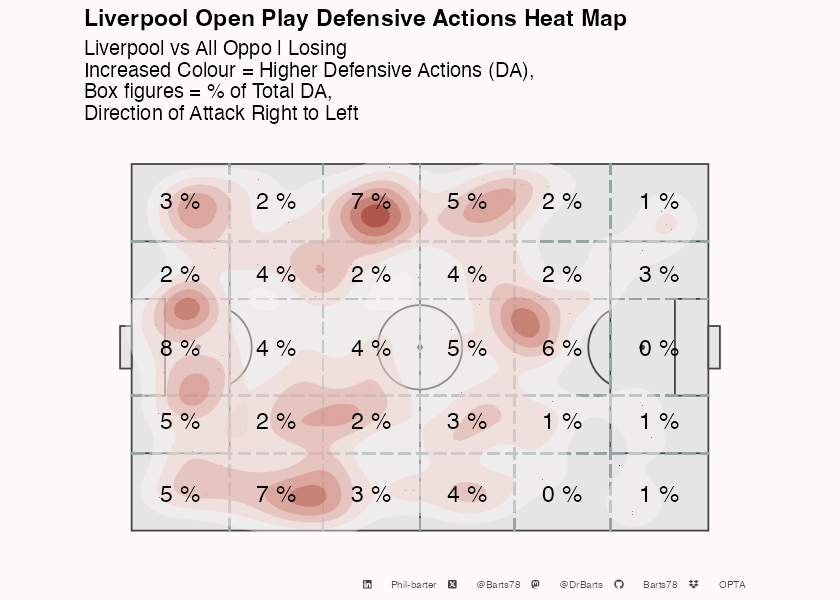 Liverpool Open Play Defensive Actions Heat Map
Liverpool vs All Oppo | Losing
Increased Colour = Higher Defensive Actions (DA),
Box figures = % of Total DA,
Direction of Attack Right to Left
3 % 2 % 7 % 5 % 2 % 1 %
2 % 4 % 2 % 4 % 2 % 3 %
8 % 4 % 4 % 5 % 6 % 0 %
5 % 2 % 2 % 3 % 1 % 1 %
5 % 7 % 3 % 4 % 0 % 1 %
Phil-barter @Barts78 @DrBarts Barts78 OPTA